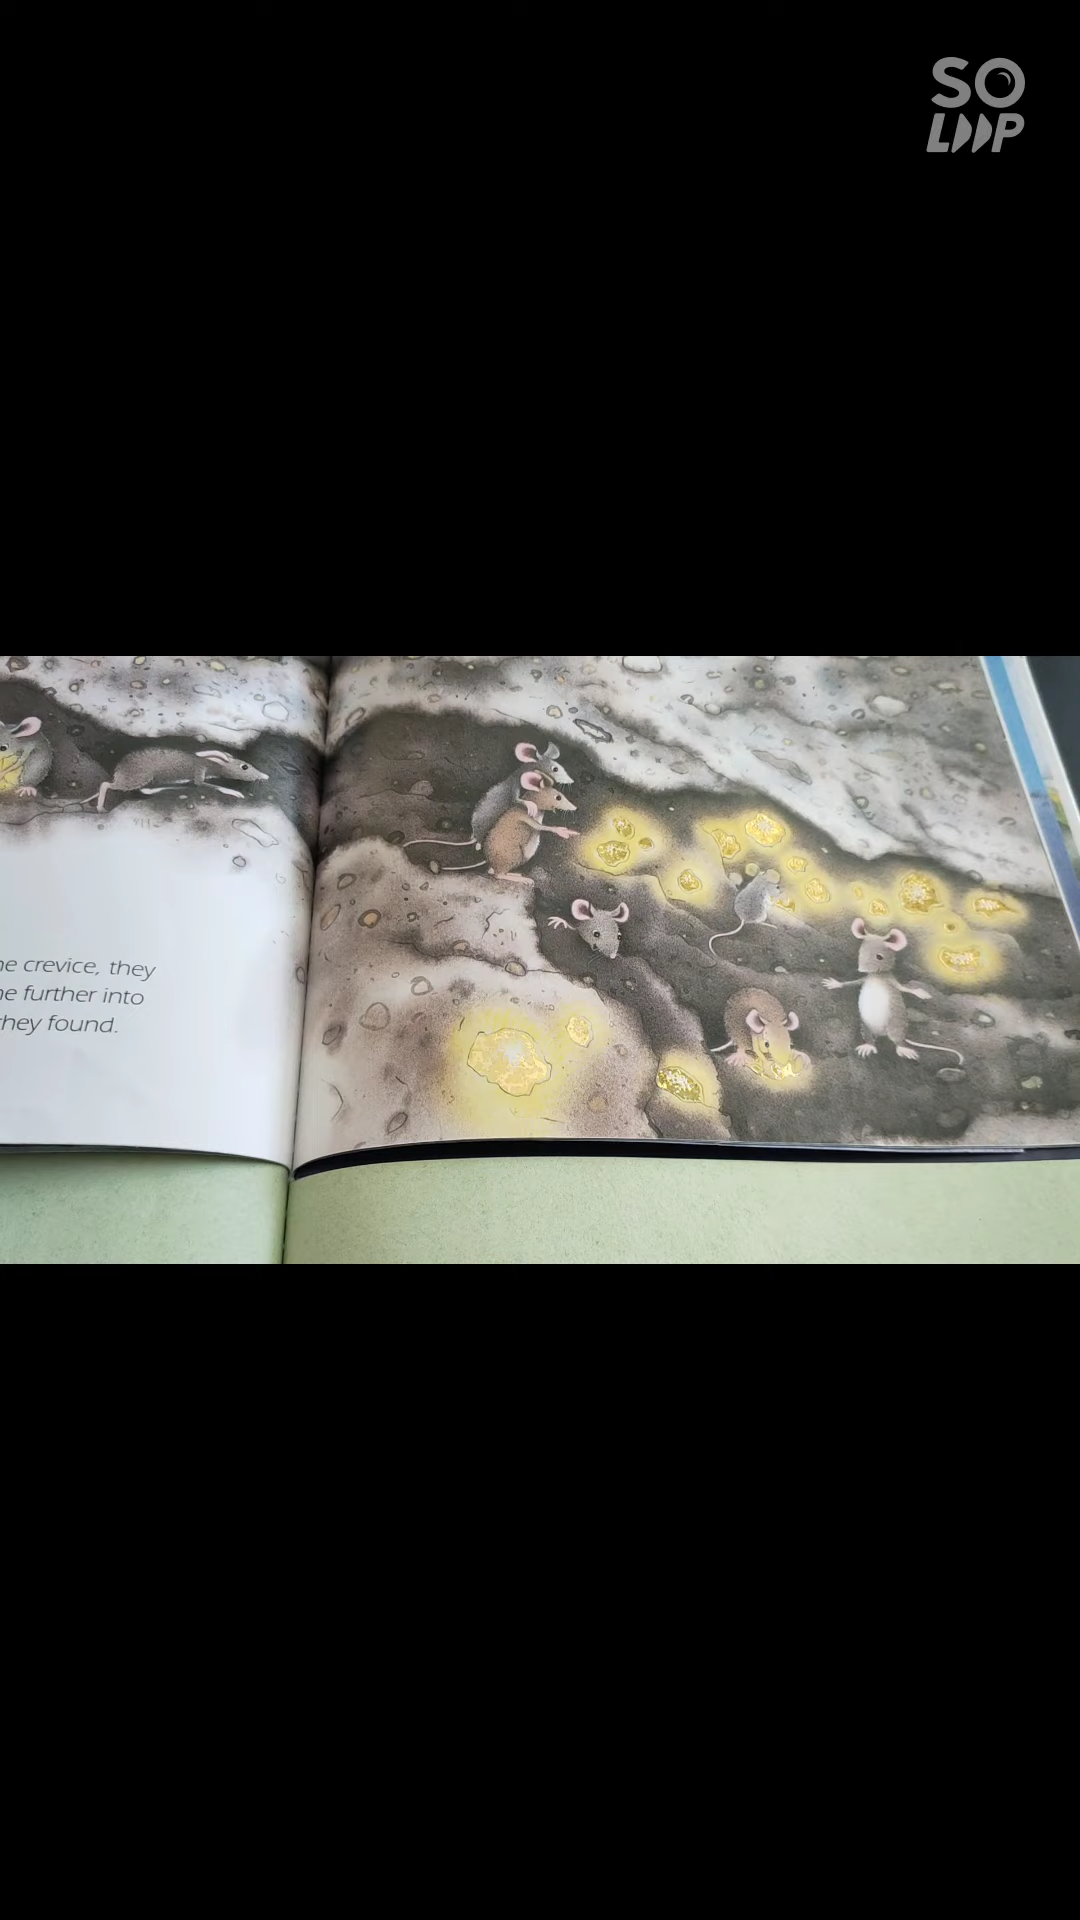 SO
LOOP
crevice, they
further into
they found.